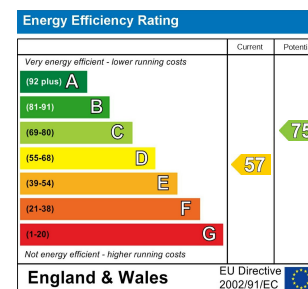 Energy Efficiency Rating
Current
Very energy efficient - lower running costs
(92 plus) A
(81-91) B
(69-80) C
75
(55-68) D
57
(39-54) E
(21-38) F
(1-20) G
Not energy efficient - higher running costs
England & Wales
EU Directive
2002/91/EC